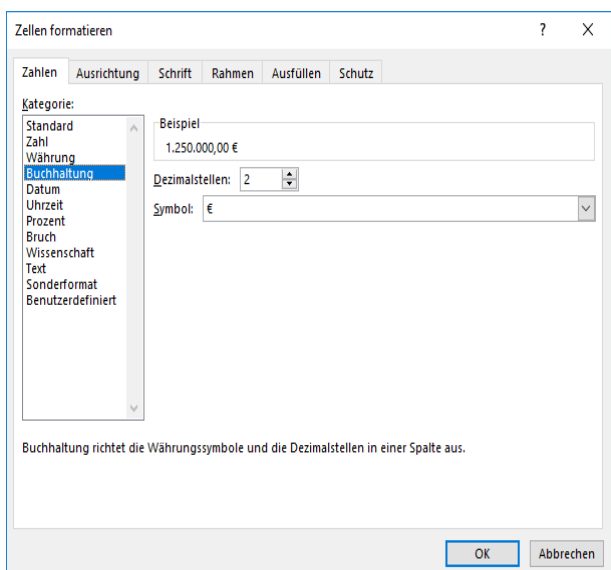 Zellen formatieren
? X
Zahlen Ausrichtung Schrift Rahmen Ausfüllen Schutz
Kategorie:
Standard
Zahl
Währung
Buchhaltung
Datum
Uhrzeit
Prozent
Bruch
Wissenschaft
Text
Sonderformat
Benutzerdefiniert
Beispiel
1.250.000,00 €
Dezimalstellen: 2
Symbol: €
Buchhaltung richtet die Währungssymbole und die Dezimalstellen in einer Spalte aus.
OK Abbrechen